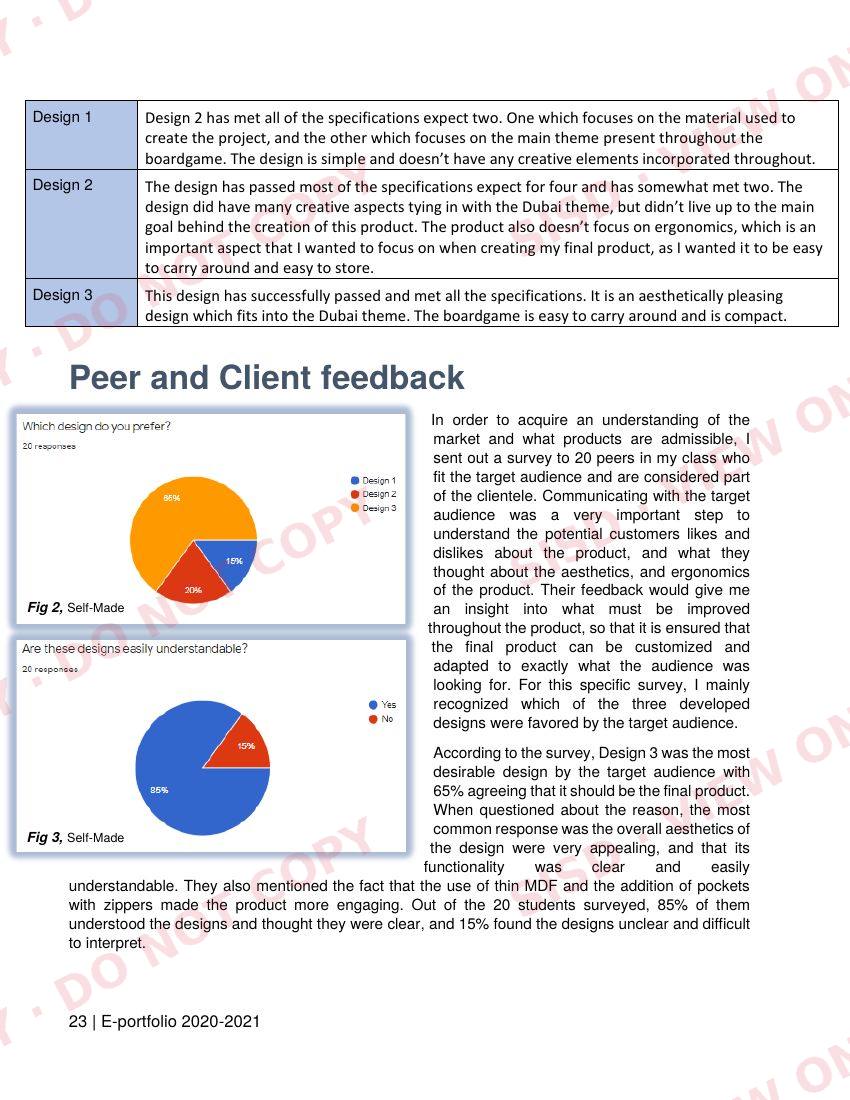 Design 1
Design 2 has met all of the specifications expect two. One which focuses on the material used to
create the project, and the other which focuses on the main theme present throughout the
boardgame. The design is simple and doesn't have any creative elements incorporated throughout.
Design 2
The design has passed most of the specifications expect for four and has somewhat met two. The
design did have many creative aspects tying in with the Dubai theme, but didn't live up to the main
goal behind the creation of this product. The product also doesn't focus on ergonomics, which is an
important aspect that I wanted to focus on when creating my final product, as I wanted it to be easy
to carry around and easy to store.
Design 3
This design has successfully passed and met all the specifications. It is an aesthetically pleasing
design which fits into the Dubai theme. The boardgame is easy to carry around and is compact.
Peer and Client feedback
Which design do you prefer?
20 responses
65%
15%
20%
Design 1
Design 2
Design 3
Fig 2, Self-Made
Are these designs easily understandable?
20 responses
Yes
No
15%
85%
Fig 3, Self-Made
In order to acquire an understanding of the
market and what products are admissible, I
sent out a survey to 20 peers in my class who
fit the target audience and are considered part
of the clientele. Communicating with the target
audience was a very important step to
understand the potential customers likes and
dislikes about the product, and what they
thought about the aesthetics, and ergonomics
of the product. Their feedback would give me
an insight into what must be improved
throughout the product, so that it is ensured that
the final product can be customized and
adapted to exactly what the audience was
looking for. For this specific survey, I mainly
recognized which of the three developed
designs were favored by the target audience.
According to the survey, Design 3 was the most
desirable design by the target audience with
65% agreeing that it should be the final product.
When questioned about the reason, the most
common response was the overall aesthetics of
the design were very appealing, and that its
functionality was clear and easily
understandable. They also mentioned the fact that the use of thin MDF and the addition of pockets
with zippers made the product more engaging. Out of the 20 students surveyed, 85% of them
understood the designs and thought they were clear, and 15% found the designs unclear and difficult
to interpret.
23 | E-portfolio 2020-2021
SISD · VIEW ON
Y · DO NOT COPY